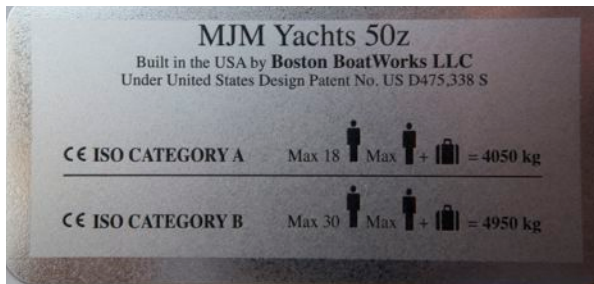 MJM Yachts 50z
Built in the USA by Boston BoatWorks LLC
Under United States Design Patent No. US D475,338 S
CE ISO CATEGORY A Max 18 Max + = 4050 kg
CE ISO CATEGORY B Max 30 Max + = 4950 kg